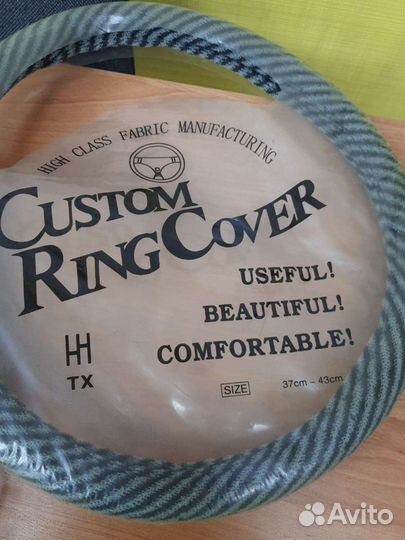 HIGH CLASS FABRIC MANUFACTURING
CUSTOM
RING COVER
USEFUL!
BEAUTIFUL!
COMFORTABLE!
TX
SIZE 37cm - 43cm
Avito